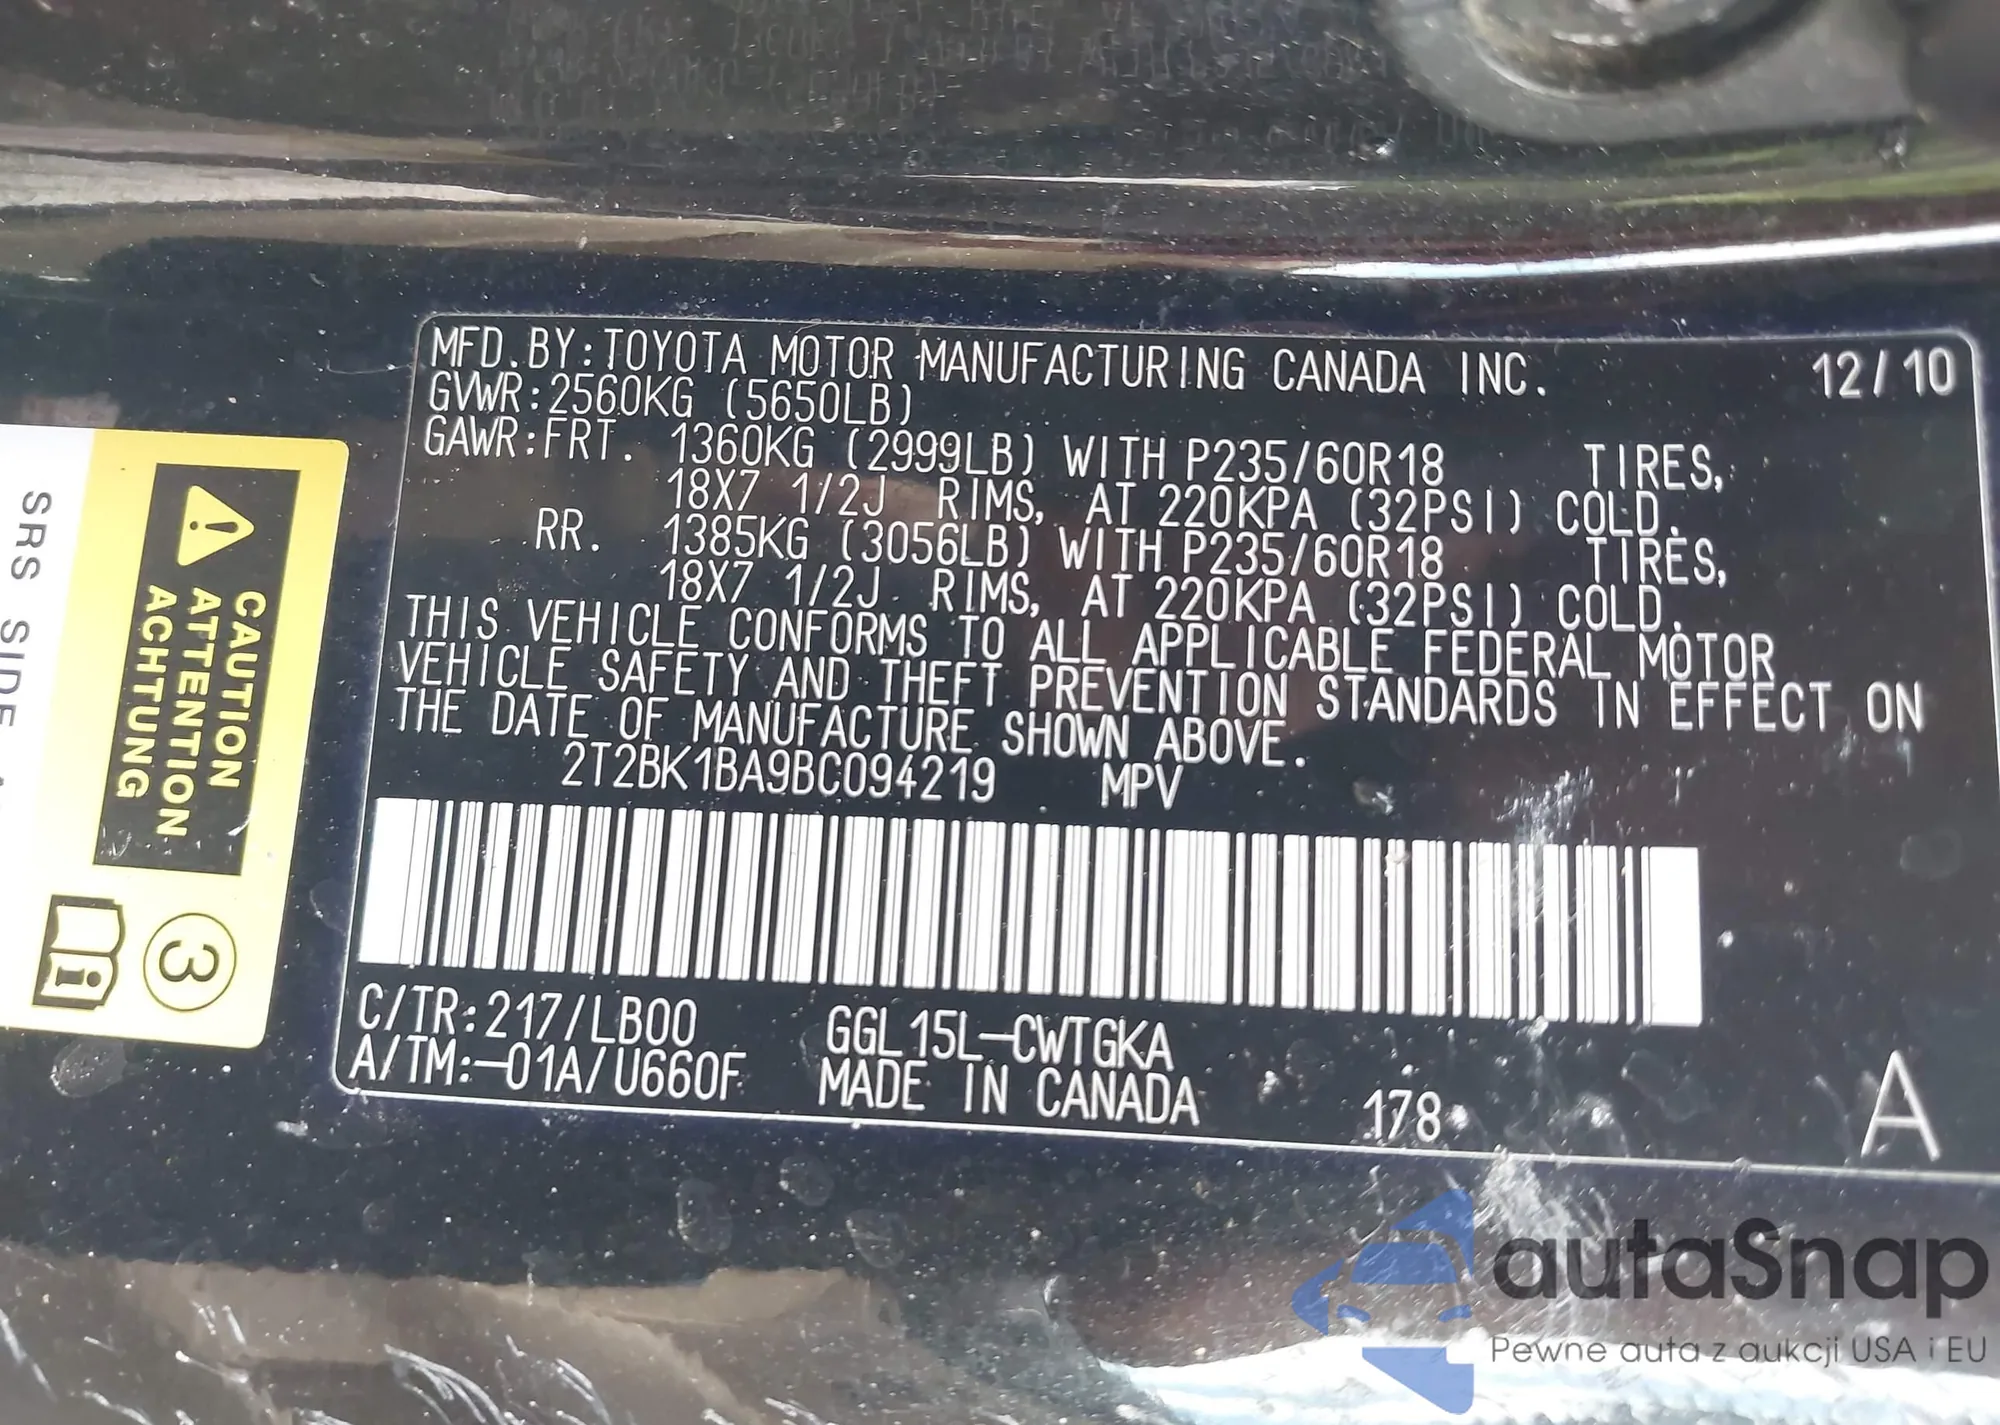 MFD.BY:TOYOTA MOTOR MANUFACTURING CANADA INC. 12/10
GVWR:2560KG (5650LB)
GAWR:FRT. 1360KG (2999LB) WITH P235/60R18 TIRES,
18X7 1/2J RIMS, AT 220KPA (32PSI) COLD.
RR. 1385KG (3056LB) WITH P235/60R18 TIRES,
18X7 1/2J RIMS, AT 220KPA (32PSI) COLD.
THIS VEHICLE CONFORMS TO ALL APPLICABLE FEDERAL MOTOR
VEHICLE SAFETY AND THEFT PREVENTION STANDARDS IN EFFECT ON
THE DATE OF MANUFACTURE SHOWN ABOVE.
2T2BK1BA9BC094219 MPV
C/TR:217/LB00 GGL15L-CWTGKA
A/TM:-01A/U660F MADE IN CANADA 178 A
CAUTION
ATTENTION
ACHTUNG
3
SRS SIDE
autaSnap
Pewne auta z aukcji USA i EU